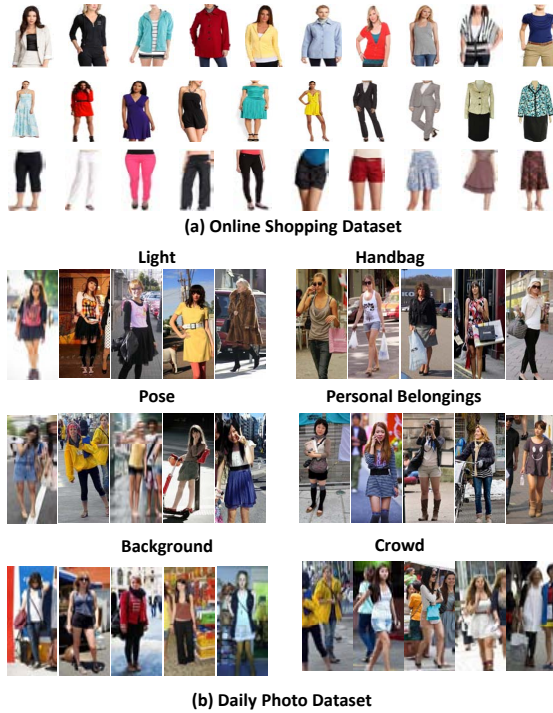 (a) Online Shopping Dataset
Light
Handbag
Pose
Personal Belongings
Background
Crowd
(b) Daily Photo Dataset